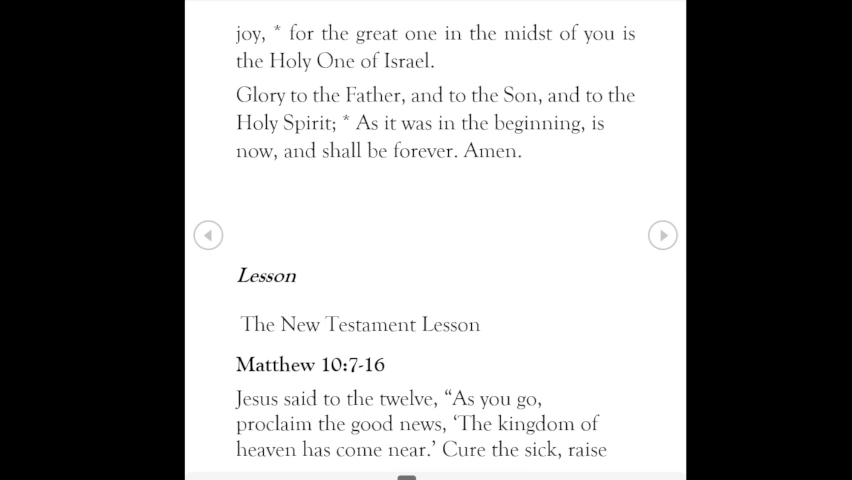 joy, * for the great one in the midst of you is
the Holy One of Israel.
Glory to the Father, and to the Son, and to the
Holy Spirit; * As it was in the beginning, is
now, and shall be forever. Amen.
Lesson
The New Testament Lesson
Matthew 10:7-16
Jesus said to the twelve, “As you go,
proclaim the good news, ‘The kingdom of
heaven has come near.’ Cure the sick, raise